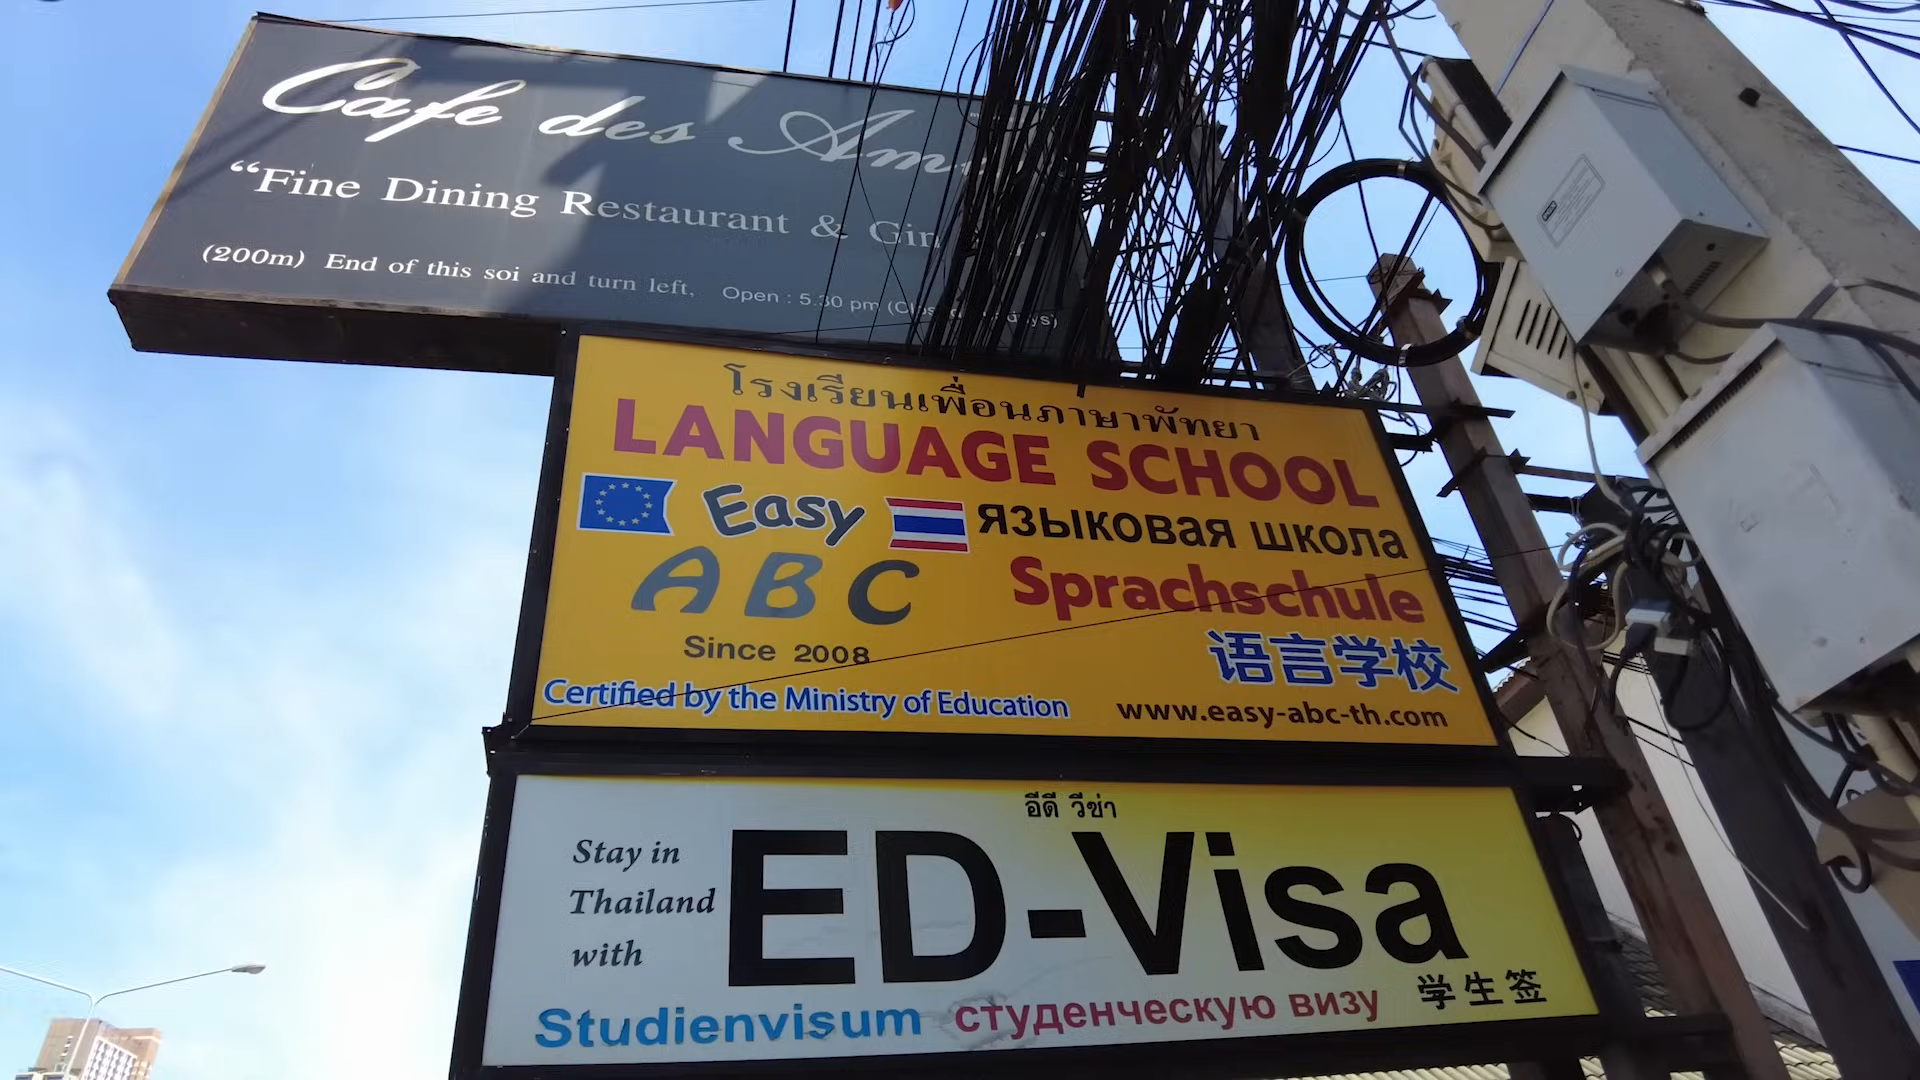 Cafe des
“Fine Dining Restaurant & Gin
(200m) End of this soi and turn left, Open : 5.30 pm
โรงเรียนเพื่อนภาษาพัทยา
LANGUAGE SCHOOL
Easy
ABC
языковая школа
Sprachschule
Since 2008
语言学校
Certified by the Ministry of Education
www.easy-abc-th.com
อีดี วีซ่า
Stay in
Thailand
with
ED-Visa
学生签
Studienvisum студенческую визу